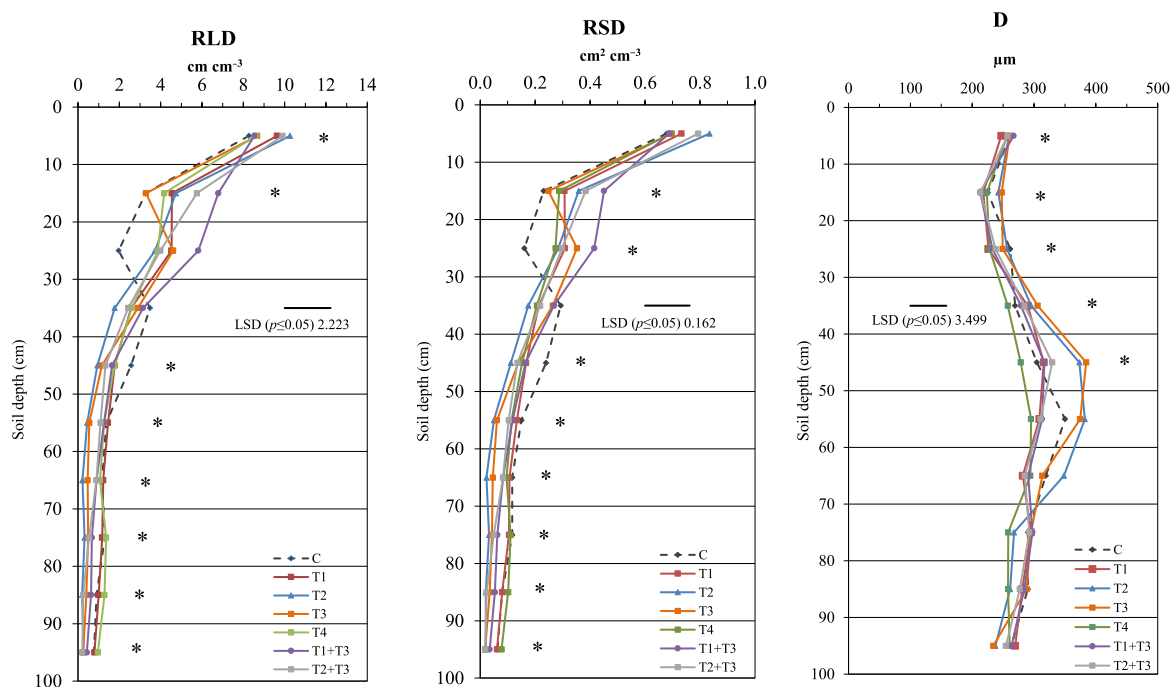 RLD
cm cm⁻³
0 2 4 6 8 10 12 14
0
10
20
30
40
50
60
70
80
90
100
Soil depth (cm)
*
*
LSD (p≤0.05) 2.223
*
*
*
*
*
*
C
T1
T2
T3
T4
T1+T3
T2+T3
RSD
cm² cm⁻³
0.0 0.2 0.4 0.6 0.8 1.0
0
10
20
30
40
50
60
70
80
90
100
Soil depth (cm)
*
*
*
LSD (p≤0.05) 0.162
*
*
*
*
*
*
C
T1
T2
T3
T4
T1+T3
T2+T3
D
µm
0 100 200 300 400 500
0
10
20
30
40
50
60
70
80
90
100
Soil depth (cm)
*
*
*
*
LSD (p≤0.05) 3.499
*
C
T1
T2
T3
T4
T1+T3
T2+T3